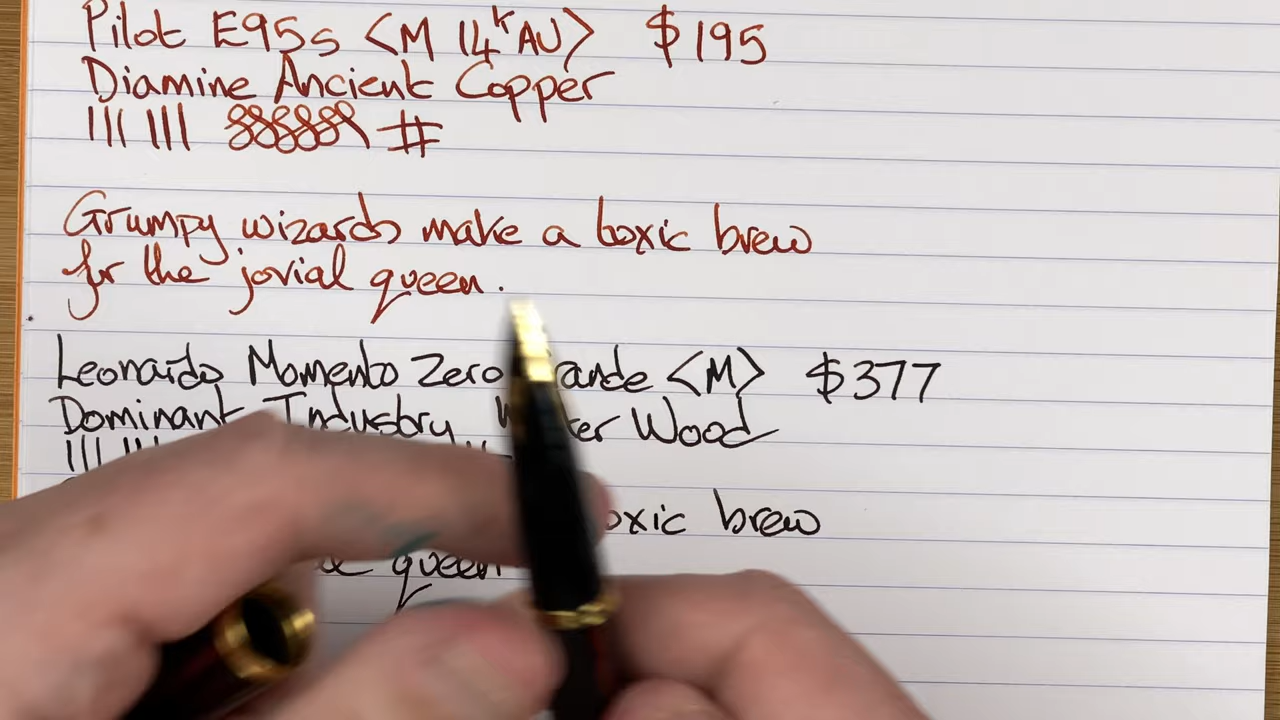 Pilot E95s <M 14K AU> $195
Diamine Ancient Copper
||| ||| 888888 #
Grumpy wizards make a toxic brew
for the jovial queen.
Leonardo Momento Zero <M> $377
Dominant Industry Wood
||| |||
brew
queen